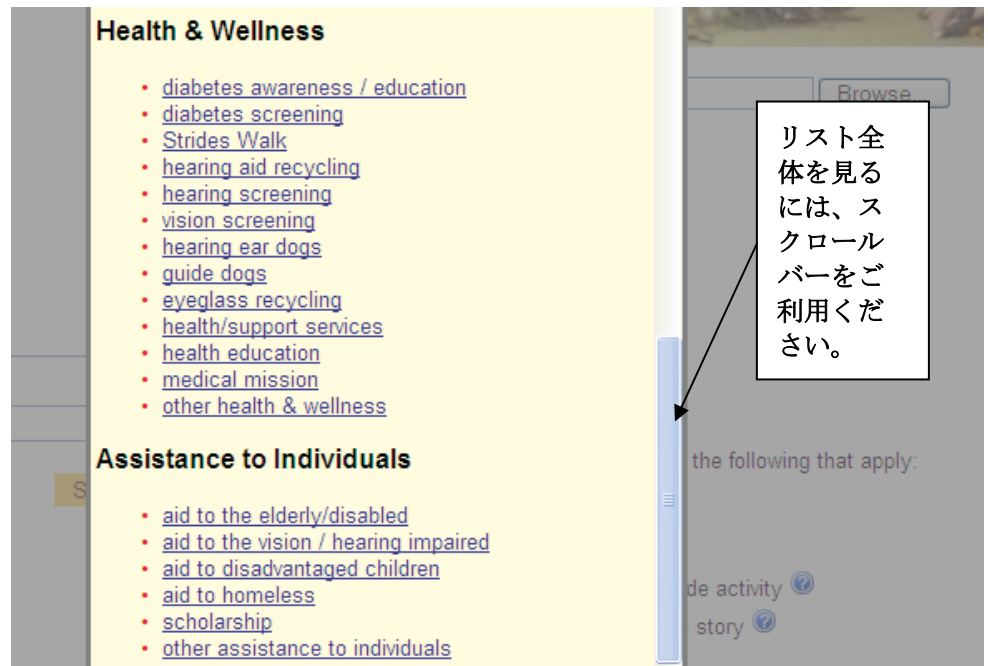 Health & Wellness
• diabetes awareness / education
• diabetes screening
• Strides Walk
• hearing aid recycling
• hearing screening
• vision screening
• hearing ear dogs
• guide dogs
• eyeglass recycling
• health/support services
• health education
• medical mission
• other health & wellness
Assistance to Individuals
• aid to the elderly/disabled
• aid to the vision / hearing impaired
• aid to disadvantaged children
• aid to homeless
• scholarship
• other assistance to individuals
Browse...
リスト全
体を見る
には、ス
クロール
バーをご
利用くだ
さい。
the following that apply:
de activity
story
S